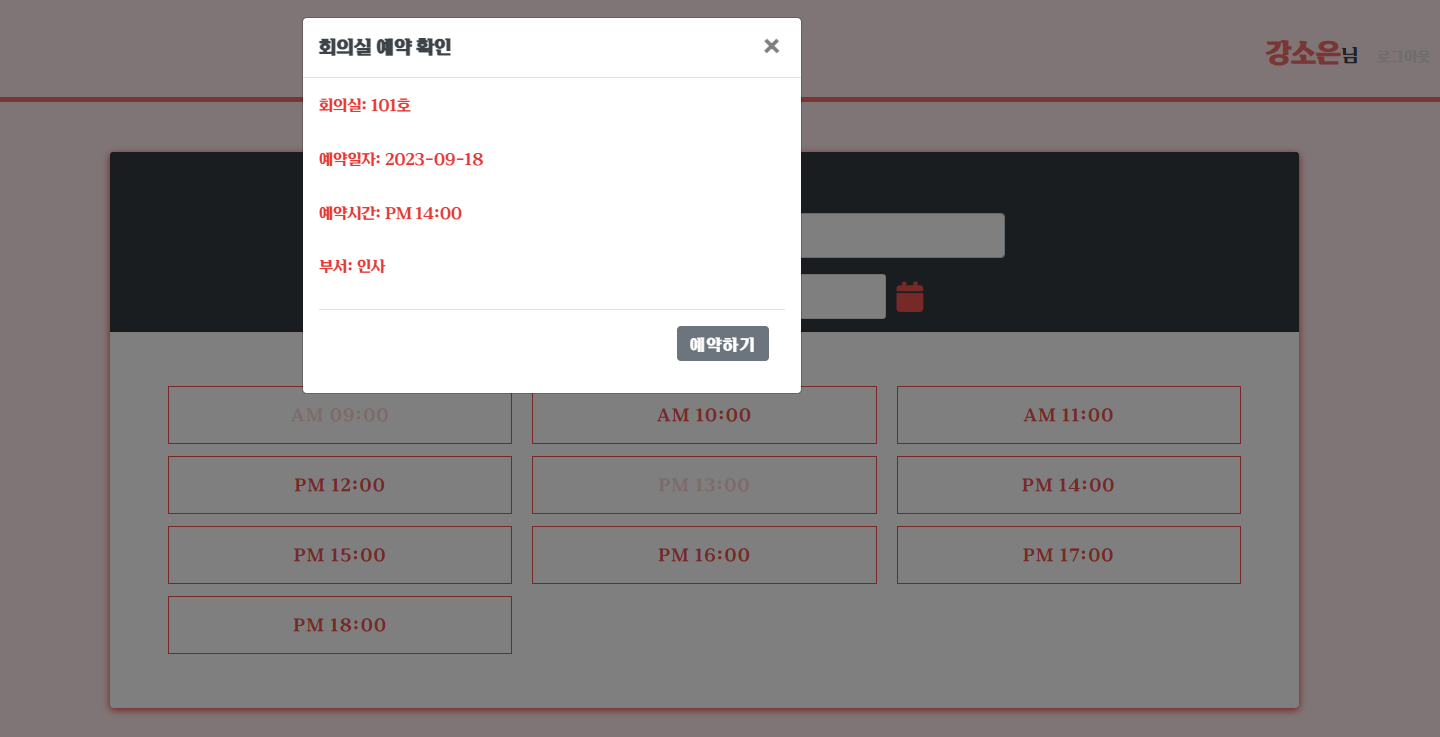 회의실 예약 확인
×
강소은님
로그아웃
회의실: 101호
예약일자: 2023-09-18
예약시간: PM 14:00
부서: 인사
예약하기
AM 09:00
AM 10:00
AM 11:00
PM 12:00
PM 13:00
PM 14:00
PM 15:00
PM 16:00
PM 17:00
PM 18:00